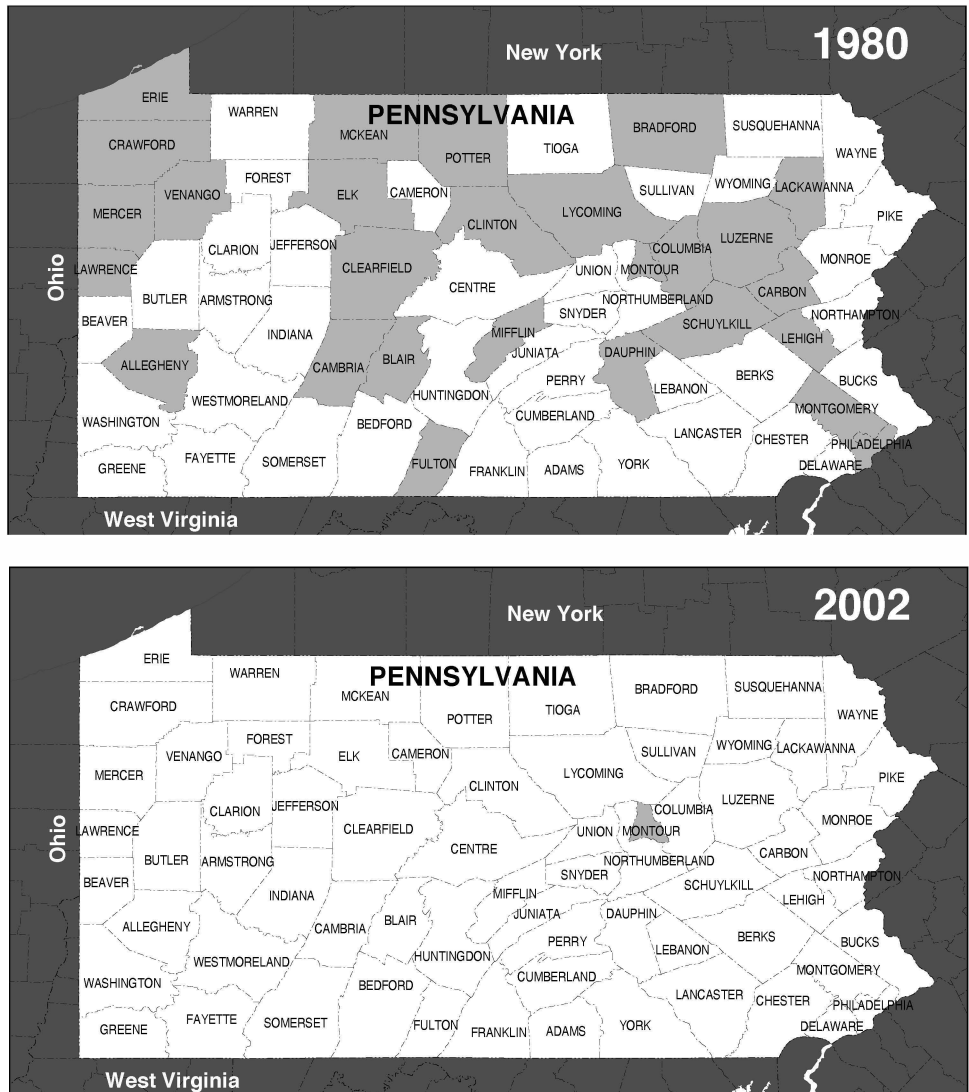 1980
New York
PENNSYLVANIA
ERIE
WARREN
MCKEAN
POTTER
TIOGA
BRADFORD
SUSQUEHANNA
CRAWFORD
WAYNE
FOREST
VENANGO
ELK
CAMERON
SULLIVAN
WYOMING
LACKAWANNA
MERCER
CLINTON
LYCOMING
PIKE
CLARION
JEFFERSON
COLUMBIA
LUZERNE
Ohio
LAWRENCE
CLEARFIELD
UNION
MONTOUR
MONROE
CENTRE
BUTLER
ARMSTRONG
NORTHUMBERLAND
CARBON
BEAVER
SNYDER
NORTHAMPTON
INDIANA
MIFFLIN
SCHUYLKILL
LEHIGH
ALLEGHENY
CAMBRIA
BLAIR
JUNIATA
DAUPHIN
BERKS
BUCKS
WESTMORELAND
HUNTINGDON
PERRY
LEBANON
WASHINGTON
BEDFORD
CUMBERLAND
LANCASTER
MONTGOMERY
CHESTER
PHILADELPHIA
GREENE
FAYETTE
SOMERSET
FULTON
FRANKLIN
ADAMS
YORK
DELAWARE
West Virginia
2002
New York
PENNSYLVANIA
ERIE
WARREN
MCKEAN
POTTER
TIOGA
BRADFORD
SUSQUEHANNA
CRAWFORD
WAYNE
FOREST
VENANGO
ELK
CAMERON
SULLIVAN
WYOMING
LACKAWANNA
MERCER
CLINTON
LYCOMING
PIKE
CLARION
JEFFERSON
COLUMBIA
LUZERNE
Ohio
LAWRENCE
CLEARFIELD
UNION
MONTOUR
MONROE
CENTRE
BUTLER
ARMSTRONG
NORTHUMBERLAND
CARBON
BEAVER
SNYDER
NORTHAMPTON
INDIANA
MIFFLIN
SCHUYLKILL
LEHIGH
ALLEGHENY
CAMBRIA
BLAIR
JUNIATA
DAUPHIN
BERKS
BUCKS
WESTMORELAND
HUNTINGDON
PERRY
LEBANON
WASHINGTON
BEDFORD
CUMBERLAND
LANCASTER
MONTGOMERY
CHESTER
PHILADELPHIA
GREENE
FAYETTE
SOMERSET
FULTON
FRANKLIN
ADAMS
YORK
DELAWARE
West Virginia